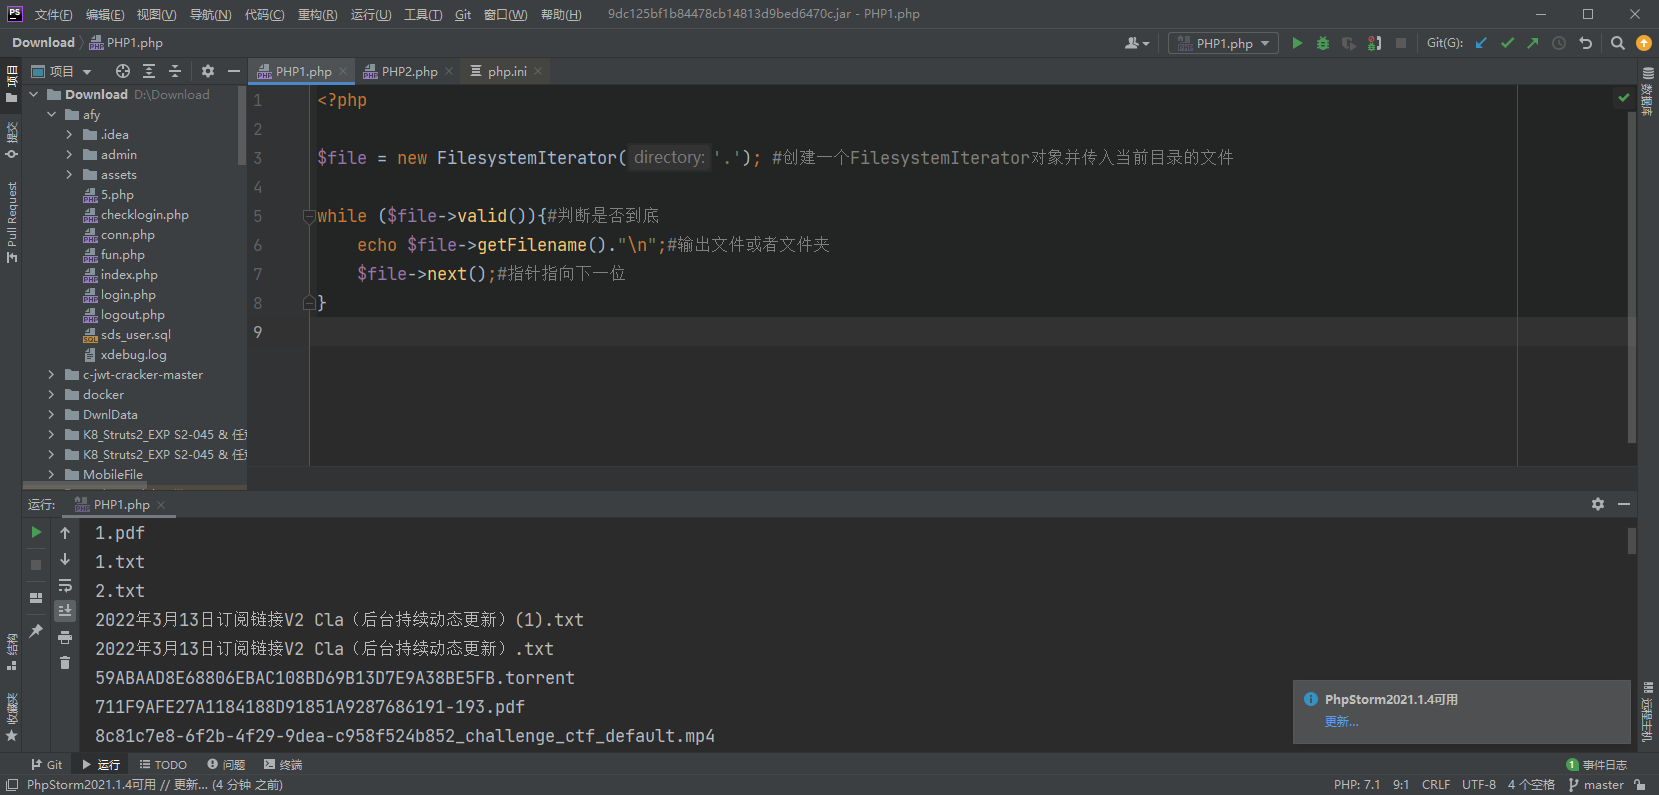 PS 文件(F) 编辑(E) 视图(V) 导航(N) 代码(C) 重构(R) 运行(U) 工具(T) Git 窗口(W) 帮助(H) 9dc125bf1b84478cb14813d9bed6470c.jar - PHP1.php
Download PHP1.php PHP1.php Git(G):
项目 PHP1.php PHP2.php php.ini
项目
提交
Pull Request
结构
收藏夹
Download D:\Download
afy
.idea
admin
assets
5.php
checklogin.php
conn.php
fun.php
index.php
login.php
logout.php
sds_user.sql
xdebug.log
c-jwt-cracker-master
docker
DwnlData
K8_Struts2_EXP S2-045 & 任
K8_Struts2_EXP S2-045 & 任
MobileFile
1 <?php
2
3 $file = new FilesystemIterator( directory: '.'); #创建一个FilesystemIterator对象并传入当前目录的文件
4
5 while ($file->valid()){#判断是否到底
6 echo $file->getFilename()."\n";#输出文件或者文件夹
7 $file->next();#指针指向下一位
8 }
9
数据库
远程主机
运行: PHP1.php
1.pdf
1.txt
2.txt
2022年3月13日订阅链接V2 Cla（后台持续动态更新）(1).txt
2022年3月13日订阅链接V2 Cla（后台持续动态更新）.txt
59ABAAD8E68806EBAC108BD69B13D7E9A38BE5FB.torrent
711F9AFE27A1184188D91851A9287686191-193.pdf
8c81c7e8-6f2b-4f29-9dea-c958f524b852_challenge_ctf_default.mp4
PhpStorm2021.1.4可用
更新...
Git 运行 TODO 问题 终端 1 事件日志
PhpStorm2021.1.4可用 // 更新... (4 分钟 之前) PHP: 7.1 9:1 CRLF UTF-8 4 个空格 master